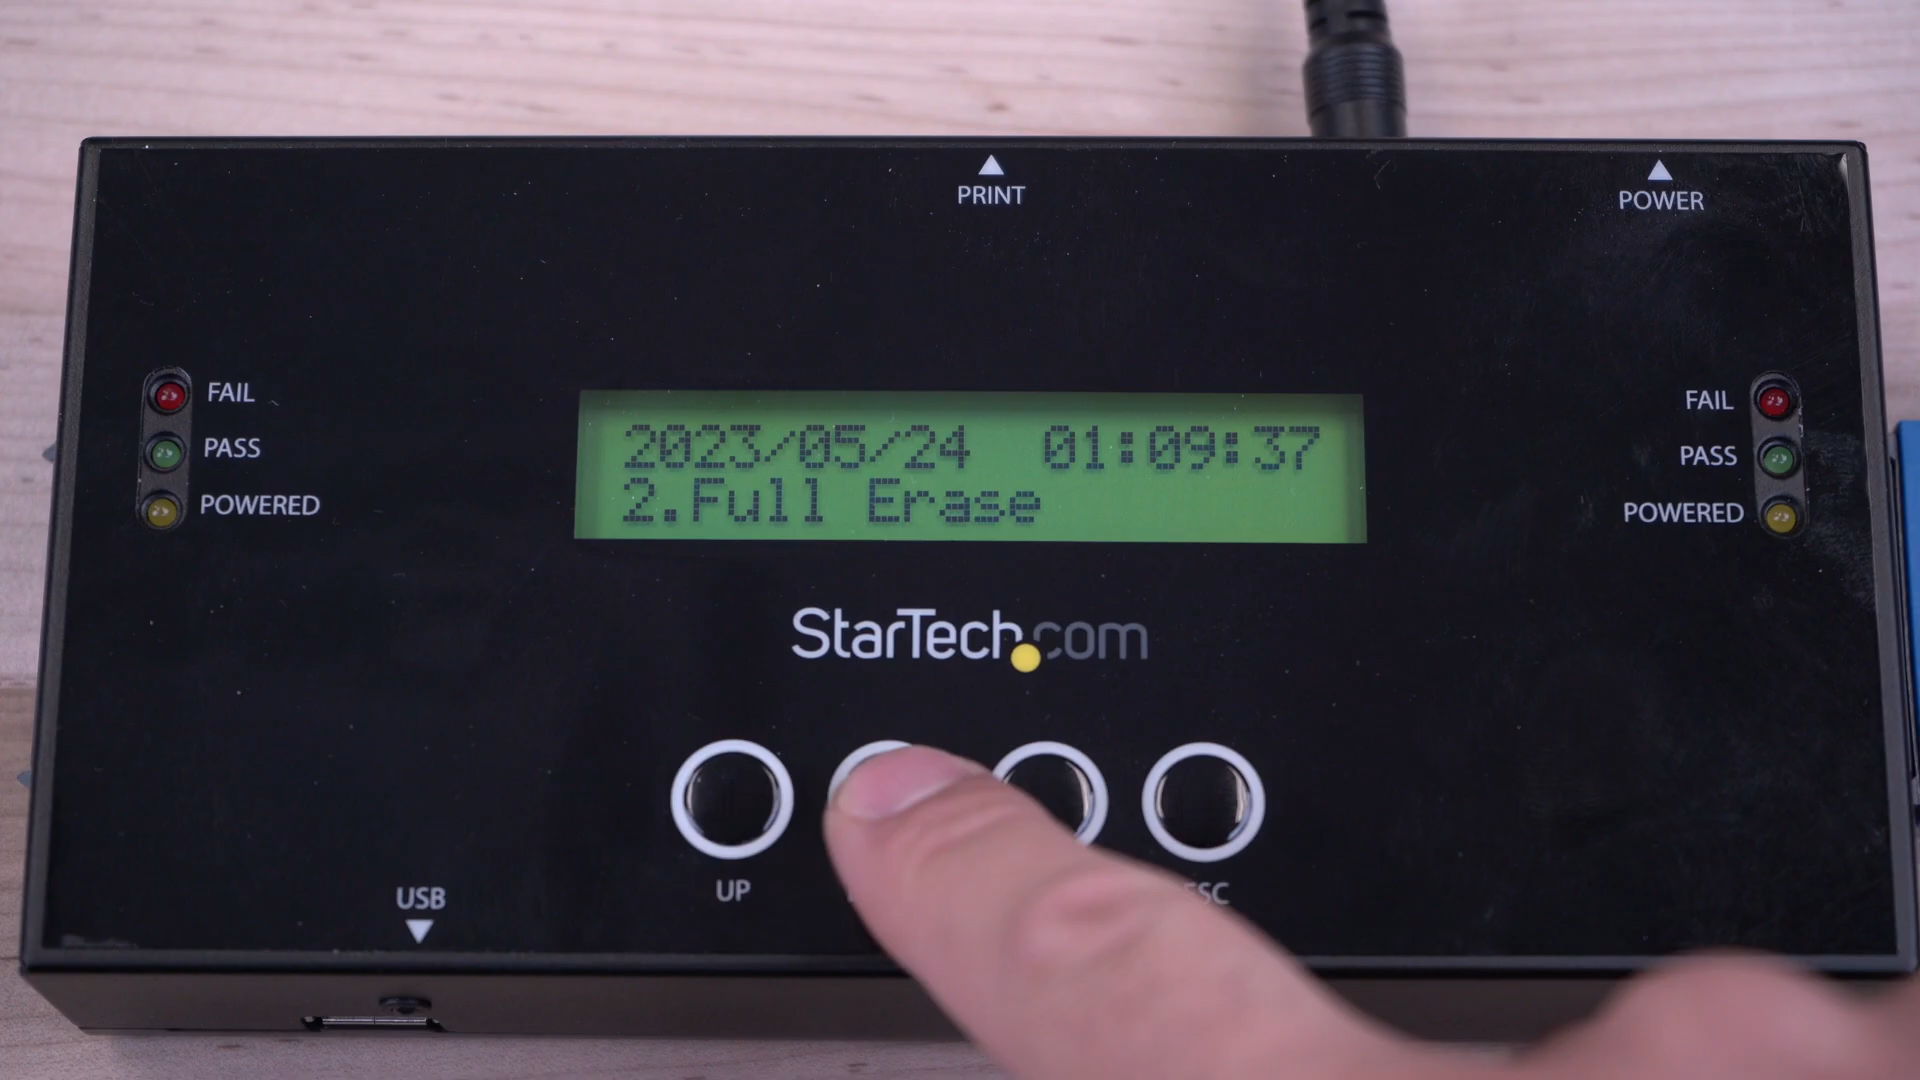 PRINT
POWER
FAIL
PASS
POWERED
2023/05/24 01:09:37
2.Full Erase
FAIL
PASS
POWERED
StarTech.com
UP
USB